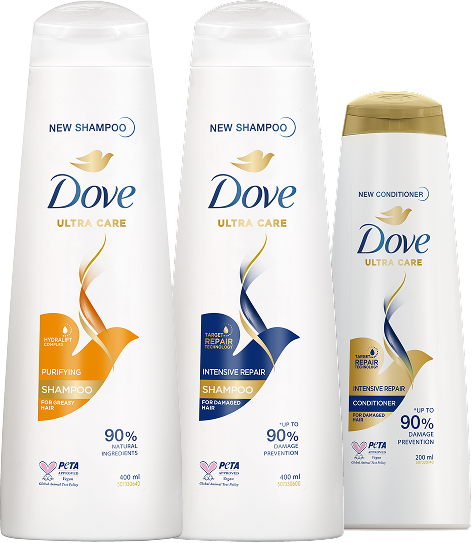 NEW SHAMPOO
Dove
ULTRA CARE
HYDRALIFT
COMPLEX
PURIFYING
SHAMPOO
FOR GREASY
HAIR
90%
NATURAL
INGREDIENTS
PETA
APPROVED
Vegan
Global Animal Test Policy
400 ml
NEW SHAMPOO
Dove
ULTRA CARE
TARGET
REPAIR
TECHNOLOGY
INTENSIVE REPAIR
SHAMPOO
FOR DAMAGED
HAIR
*UP TO
90%
DAMAGE
PREVENTION
PETA
APPROVED
Vegan
Global Animal Test Policy
400 ml
NEW CONDITIONER
Dove
ULTRA CARE
TARGET
REPAIR
TECHNOLOGY
INTENSIVE REPAIR
CONDITIONER
FOR DAMAGED
HAIR
*UP TO
90%
DAMAGE
PREVENTION
PETA
APPROVED
Vegan
Global Animal Test Policy
200 ml